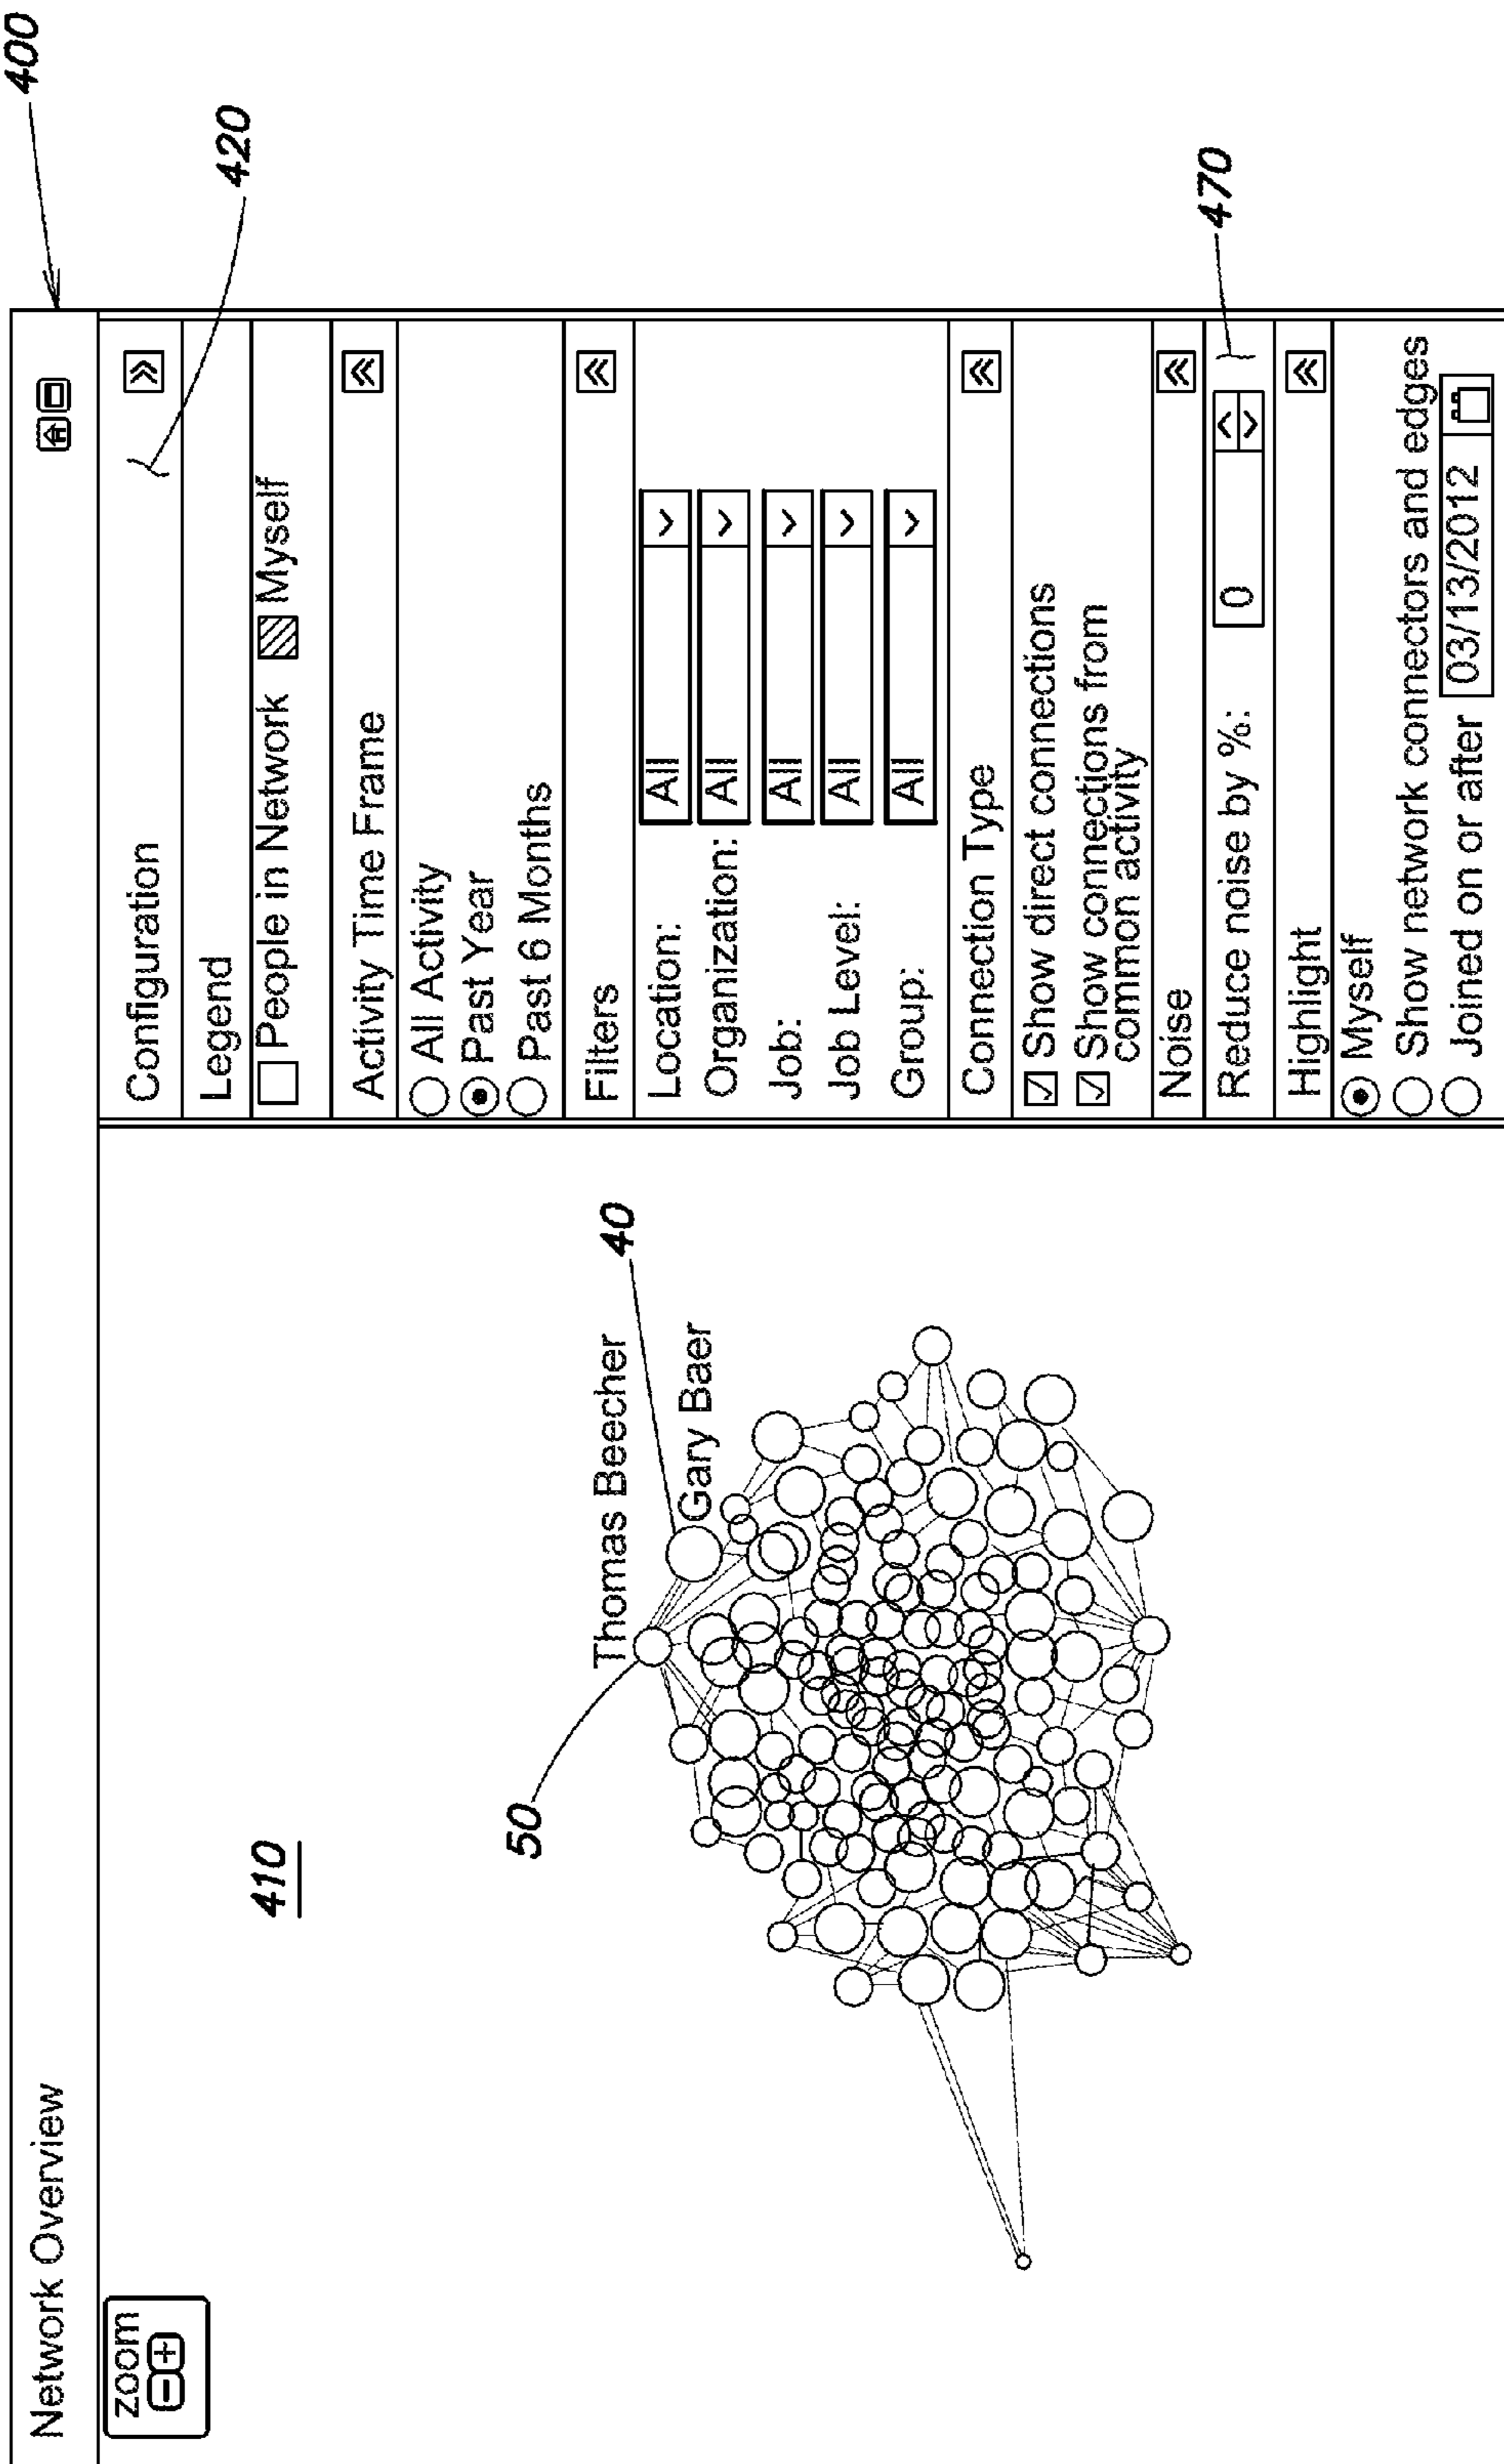 Network Overview
400
zoom
410
50
Thomas Beecher
Gary Baer
40
Configuration
420
Legend
People in Network Myself
Activity Time Frame
All Activity
Past Year
Past 6 Months
Filters
Location: All
Organization: All
Job: All
Job Level: All
Group: All
Connection Type
Show direct connections
Show connections from
common activity
Noise
Reduce noise by %: 0
470
Highlight
Myself
Show network connectors and edges
Joined on or after 03/13/2012